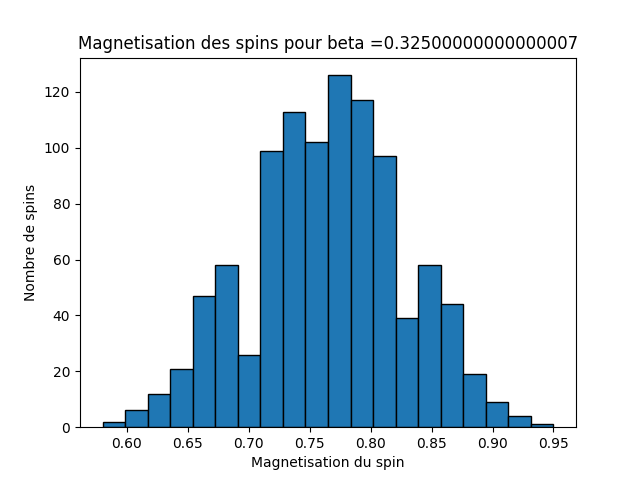 Magnetisation des spins pour beta =0.32500000000000007
120
100
80
60
40
20
0
Nombre de spins
0.60 0.65 0.70 0.75 0.80 0.85 0.90 0.95
Magnetisation du spin